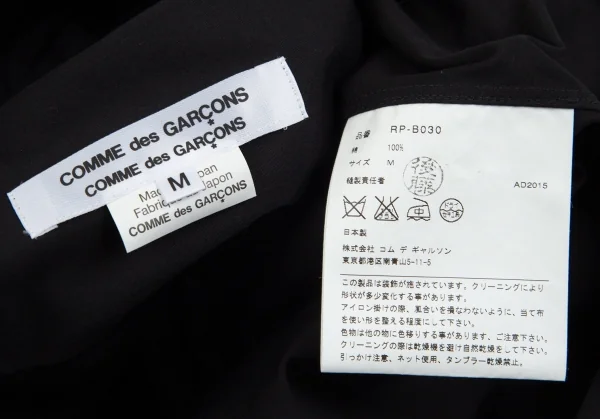 COMME des GARÇONS
COMME des GARÇONS
M
Japan
COMME des GARÇONS
品番 RP-B030
綿 100%
サイズ M
縫製責任者 後藤
AD2015
日本製
株式会社 コム デ ギャルソン
東京都港区南青山5-11-5
この製品は装飾が施されています。クリーニングにより
形状が多少変化する事があります。
アイロン掛けの際、風合いを損なわないように、当て布
を使い形を整える程度にして下さい。
色物は他の物に色移りする事があります、ご注意下さい。
クリーニングの際は乾燥機を避け自然乾燥をして下さい。
引っかけ注意、ネット使用、タンブラー乾燥禁止。